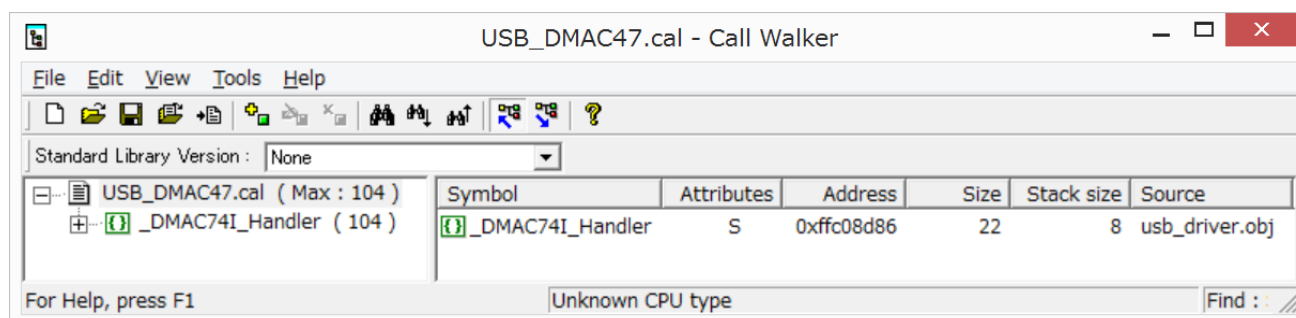 USB_DMAC47.cal - Call Walker
File Edit View Tools Help
Standard Library Version : None
USB_DMAC47.cal ( Max : 104 )
_DMAC74I_Handler ( 104 )
Symbol Attributes Address Size Stack size Source
_DMAC74I_Handler S 0xffc08d86 22 8 usb_driver.obj
For Help, press F1 Unknown CPU type Find :